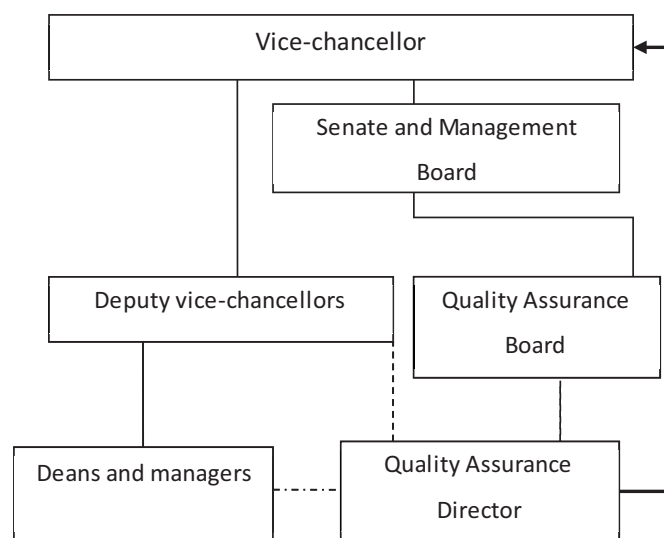 Vice-chancellor
Senate and Management
Board
Deputy vice-chancellors
Quality Assurance
Board
Deans and managers
Quality Assurance
Director